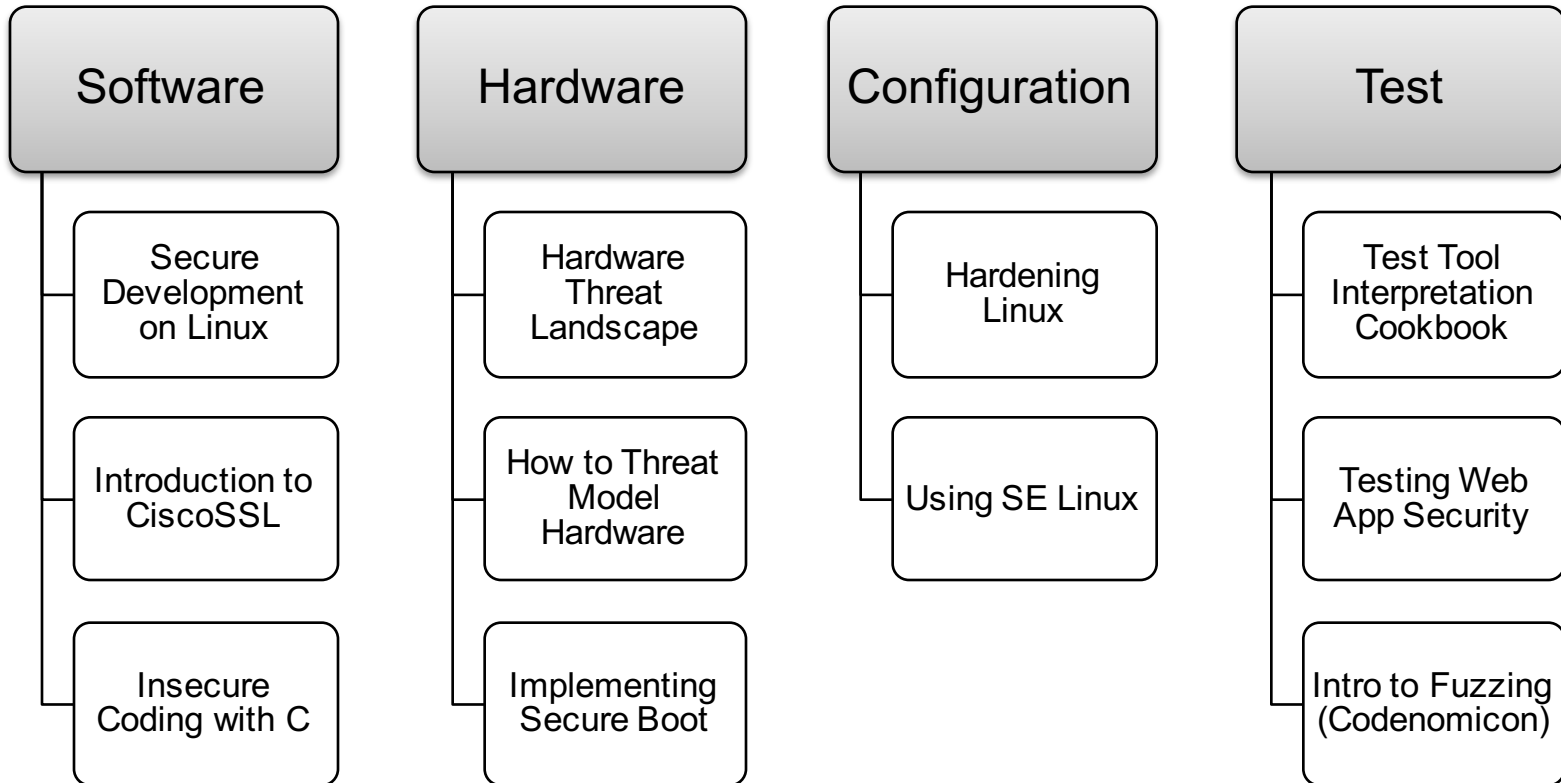 Software
Secure
Development
on Linux
Introduction to
CiscoSSL
Insecure
Coding with C
Hardware
Hardware
Threat
Landscape
How to Threat
Model
Hardware
Implementing
Secure Boot
Configuration
Hardening
Linux
Using SE Linux
Test
Test Tool
Interpretation
Cookbook
Testing Web
App Security
Intro to Fuzzing
(Codenomicon)